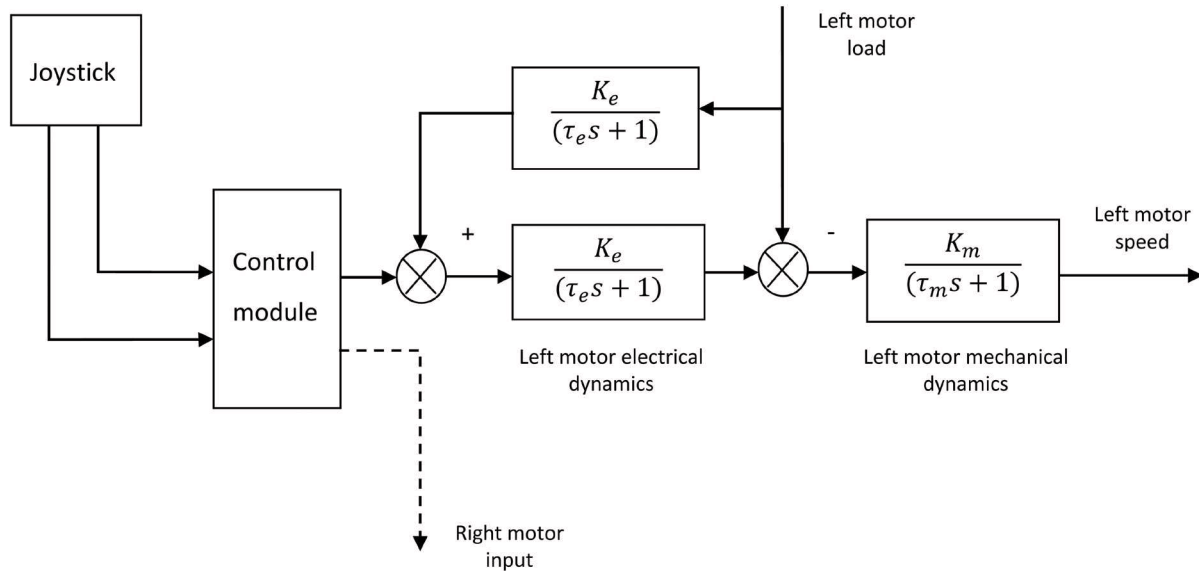 Joystick
Left motor
load
K_e
(τ_e s + 1)
Control
module
+
K_e
(τ_e s + 1)
-
K_m
(τ_m s + 1)
Left motor
speed
Left motor electrical
dynamics
Left motor mechanical
dynamics
Right motor
input